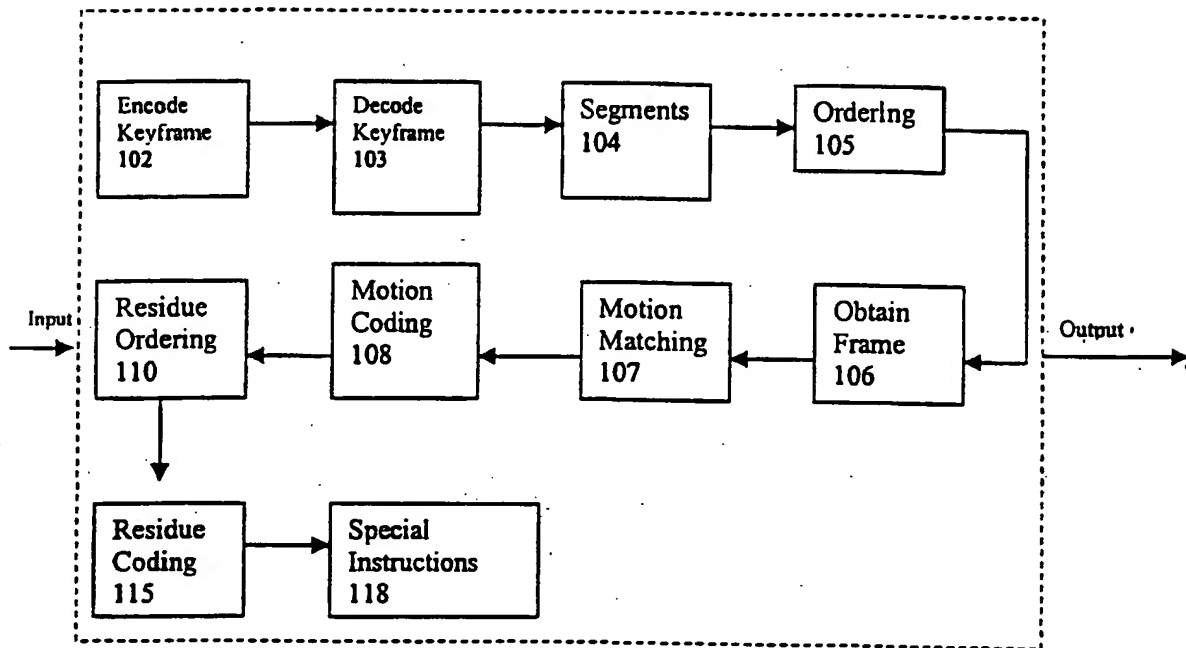 Encode
Keyframe
102
Decode
Keyframe
103
Segments
104
Ordering
105
Input
Residue
Ordering
110
Motion
Coding
108
Motion
Matching
107
Obtain
Frame
106
Output
Residue
Coding
115
Special
Instructions
118